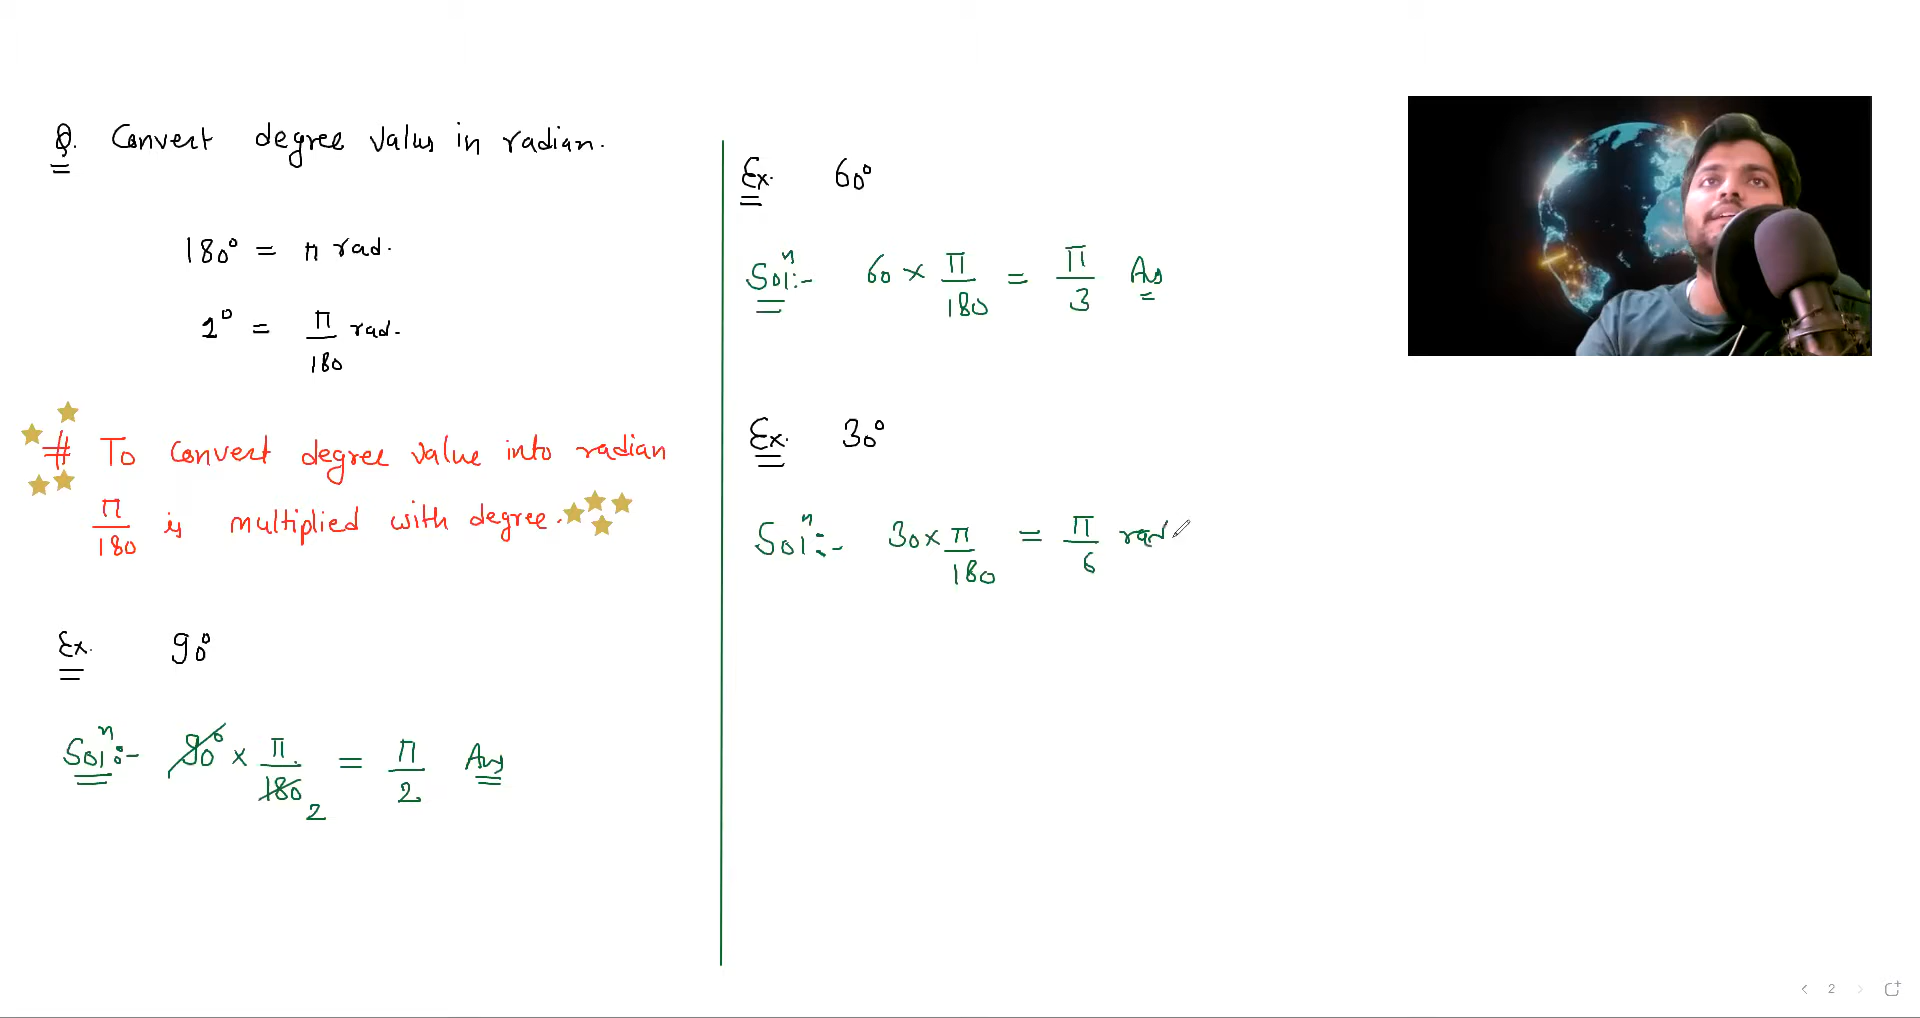 Q. Convert degree value in radian.
180° = π rad.
1° = π/180 rad.
# To convert degree value into radian
π/180 is multiplied with degree.
Ex. 90°
Solⁿ:- 90° × π/180 2 = π/2 Ans
Ex. 60°
Solⁿ:- 60 × π/180 = π/3 Ans
Ex. 30°
Solⁿ:- 30 × π/180 = π/6 rad
< 2 >